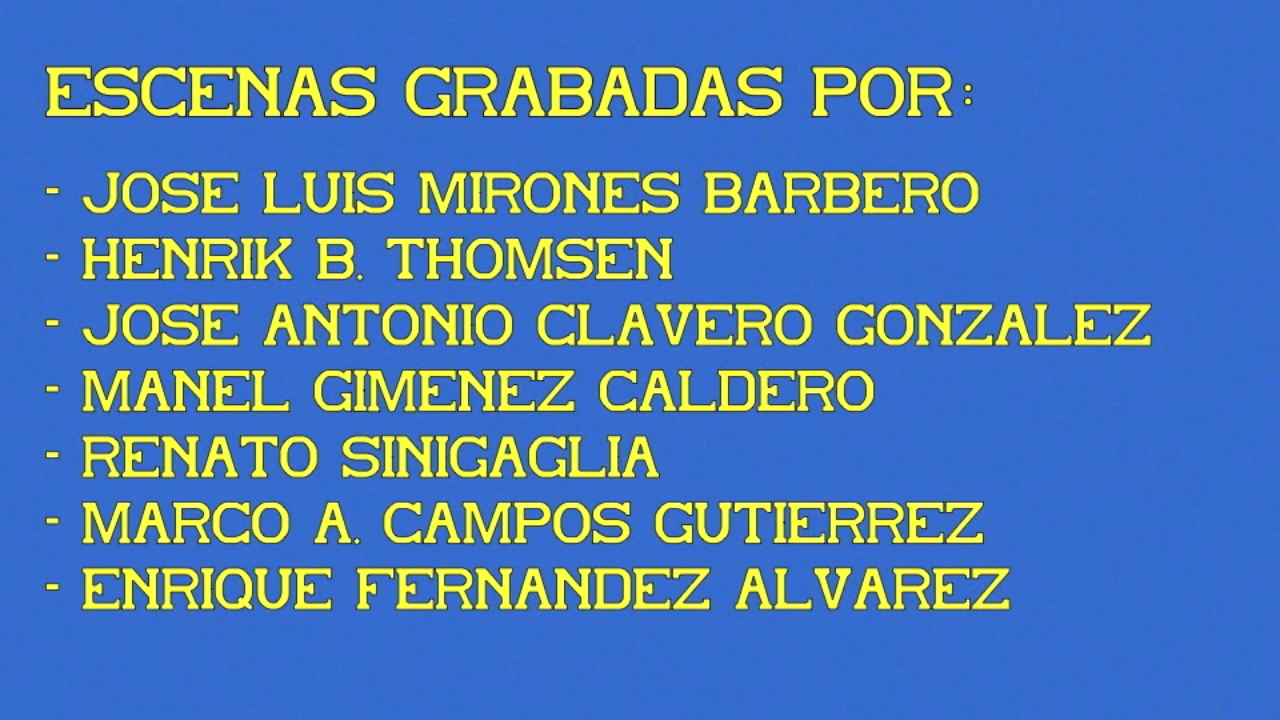 ESCENAS GRABADAS POR:
- JOSE LUIS MIRONES BARBERO
- HENRIK B. THOMSEN
- JOSE ANTONIO CLAVERO GONZALEZ
- MANEL GIMENEZ CALDERO
- RENATO SINIGAGLIA
- MARCO A. CAMPOS GUTIERREZ
- ENRIQUE FERNANDEZ ALVAREZ